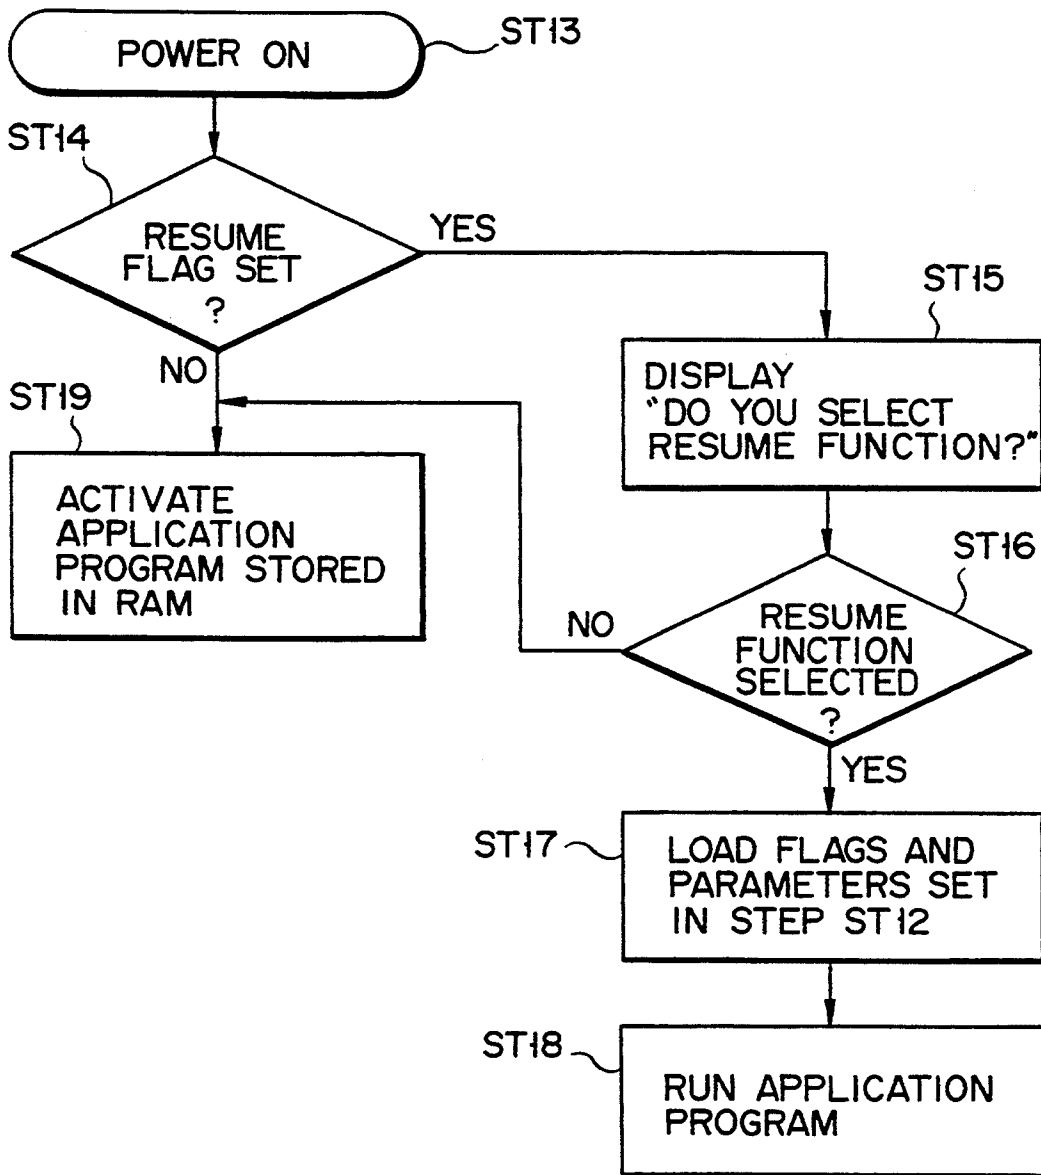 POWER ON
ST13
ST14
RESUME
FLAG SET
?
YES
NO
ST15
DISPLAY
"DO YOU SELECT
RESUME FUNCTION?"
ST19
ACTIVATE
APPLICATION
PROGRAM STORED
IN RAM
ST16
RESUME
FUNCTION
SELECTED
?
NO
YES
ST17
LOAD FLAGS AND
PARAMETERS SET
IN STEP ST12
ST18
RUN APPLICATION
PROGRAM